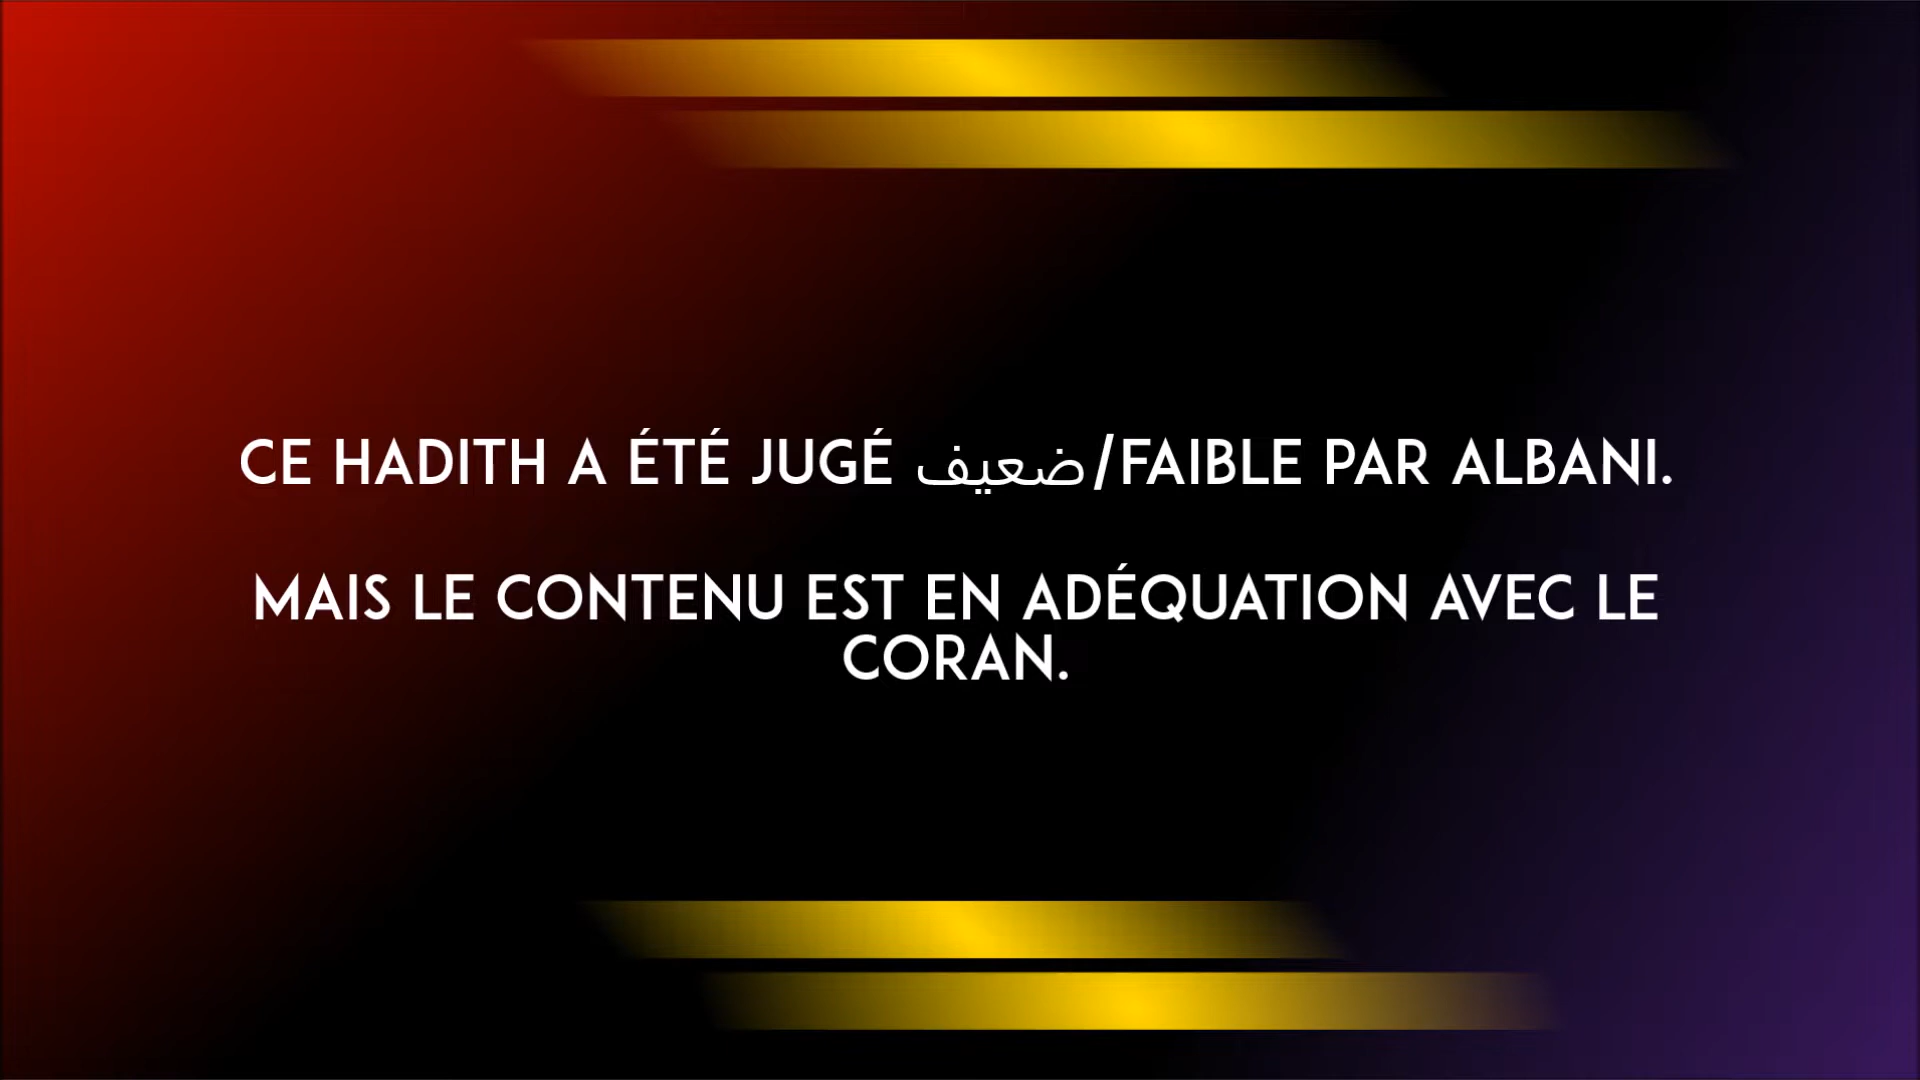 CE HADITH A ÉTÉ JUGÉ ضعيف/FAIBLE PAR ALBANI.
MAIS LE CONTENU EST EN ADÉQUATION AVEC LE
CORAN.